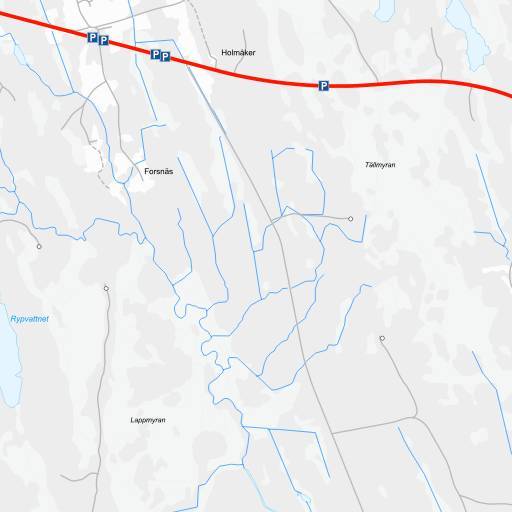 P
P
P
P
Holmåker
P
Tällmyran
Forsnäs
Rypvattnet
Lappmyran